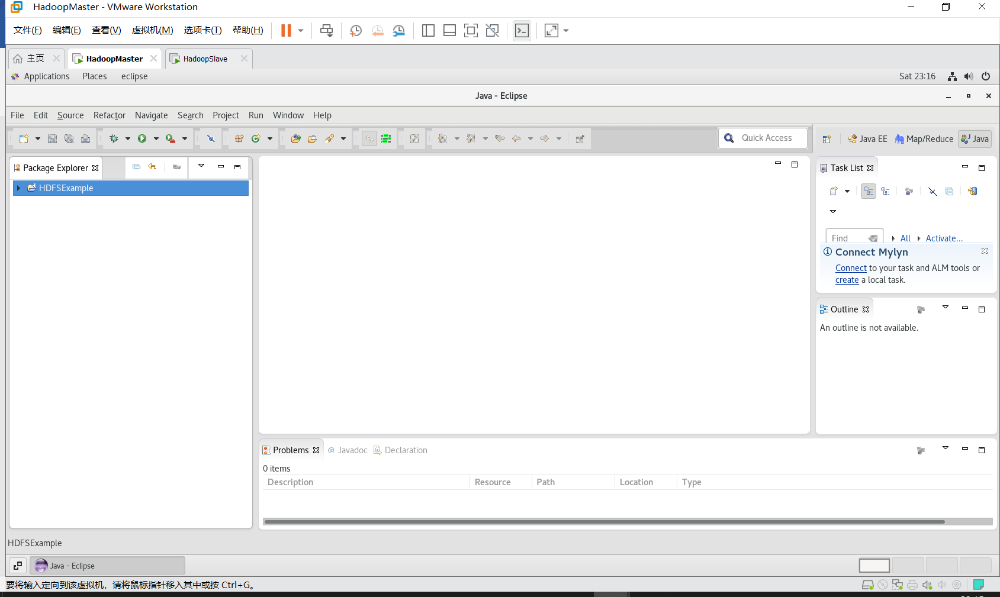 HadoopMaster - VMware Workstation
文件(F) 编辑(E) 查看(V) 虚拟机(M) 选项卡(T) 帮助(H)
主页 HadoopMaster HadoopSlave
Applications Places eclipse Sat 23:16
Java - Eclipse
File Edit Source Refactor Navigate Search Project Run Window Help
Quick Access Java EE Map/Reduce Java
Package Explorer
HDFSExample
Task List
Find All Activate...
Connect Mylyn
Connect to your task and ALM tools or
create a local task.
Outline
An outline is not available.
Problems @ Javadoc Declaration
0 items
Description Resource Path Location Type
HDFSExample
Java - Eclipse
要将输入定向到该虚拟机，请将鼠标指针移入其中或按 Ctrl+G。